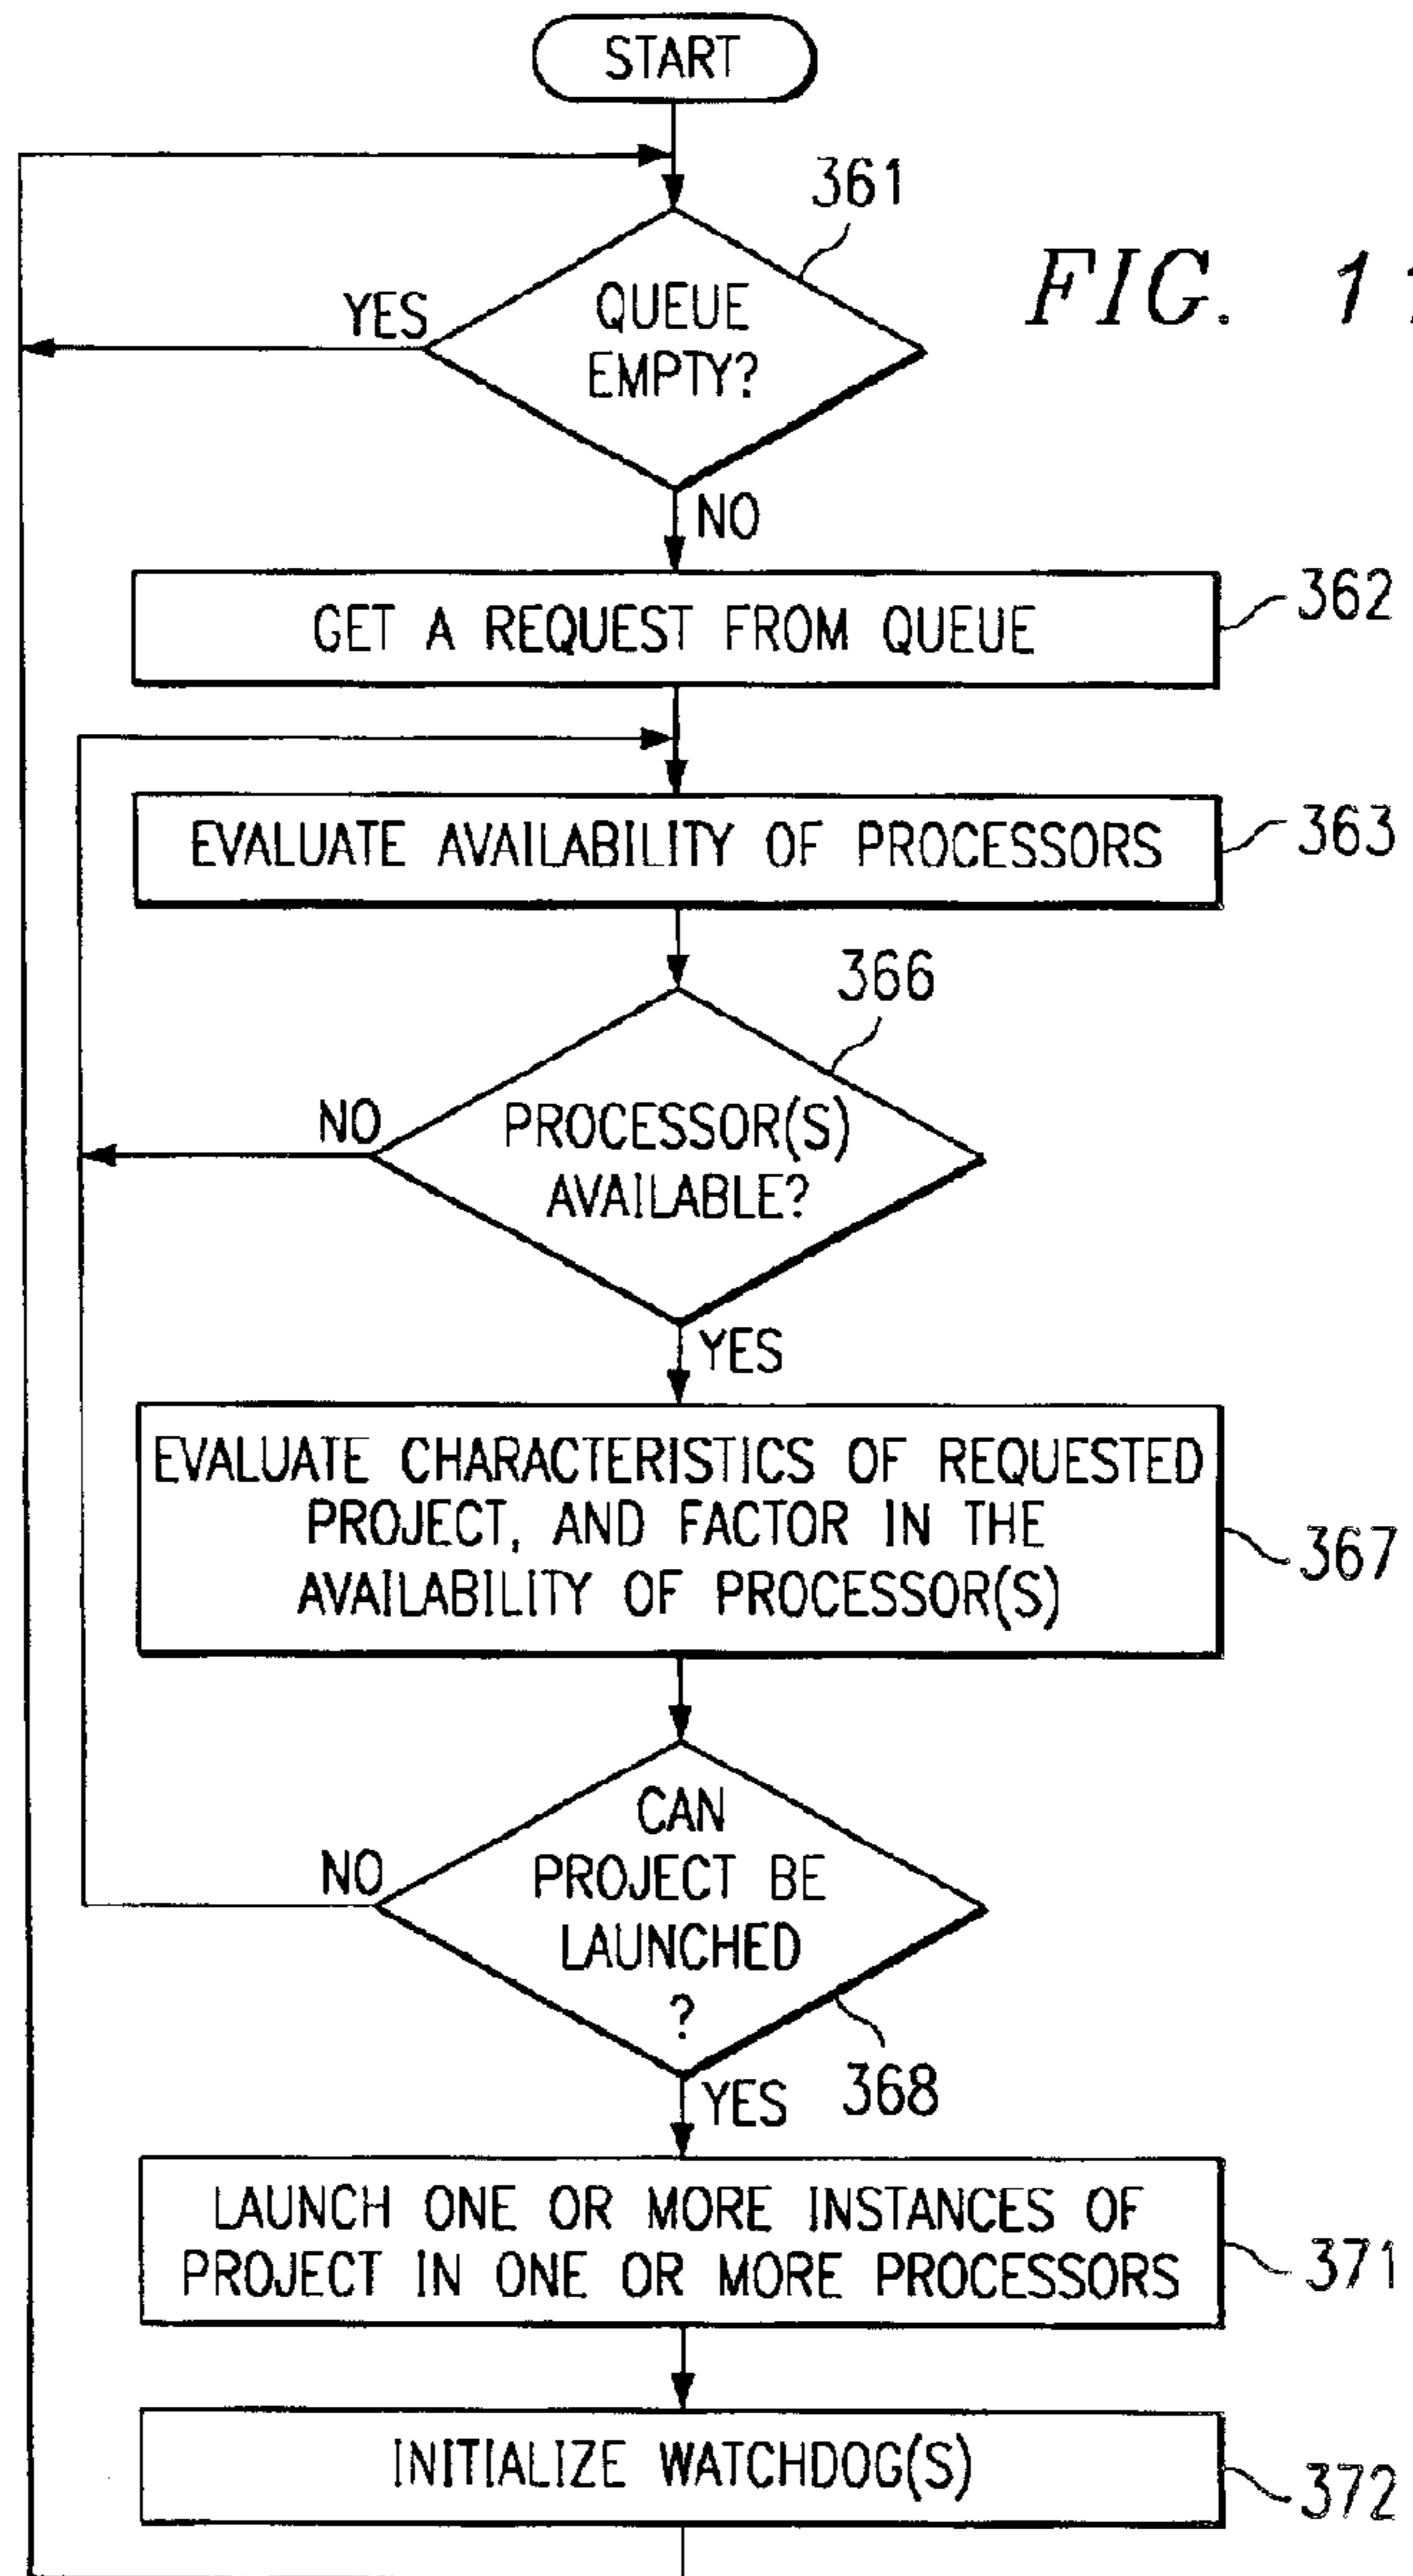 START
361
FIG. 11
YES
QUEUE
EMPTY?
NO
GET A REQUEST FROM QUEUE
362
EVALUATE AVAILABILITY OF PROCESSORS
363
366
NO
PROCESSOR(S)
AVAILABLE?
YES
EVALUATE CHARACTERISTICS OF REQUESTED
PROJECT, AND FACTOR IN THE
AVAILABILITY OF PROCESSOR(S)
367
NO
CAN
PROJECT BE
LAUNCHED
?
368
YES
LAUNCH ONE OR MORE INSTANCES OF
PROJECT IN ONE OR MORE PROCESSORS
371
INITIALIZE WATCHDOG(S)
372